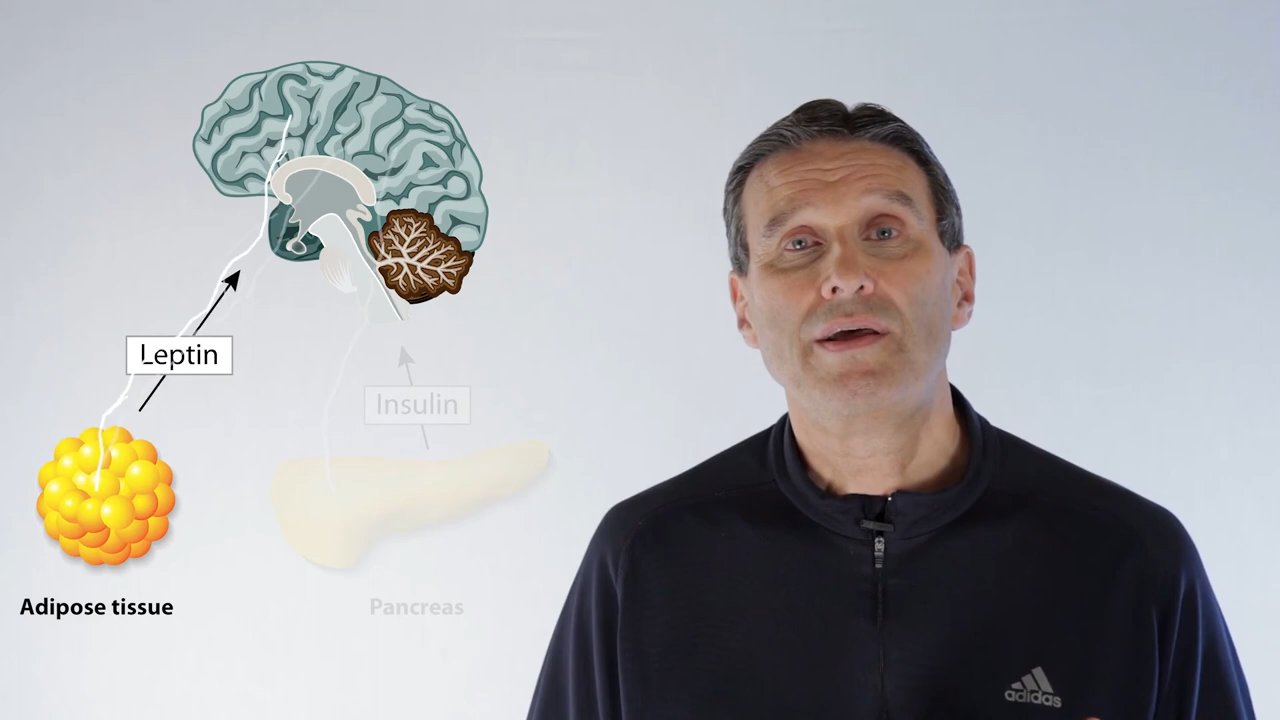 Leptin
Insulin
Adipose tissue
Pancreas
adidas